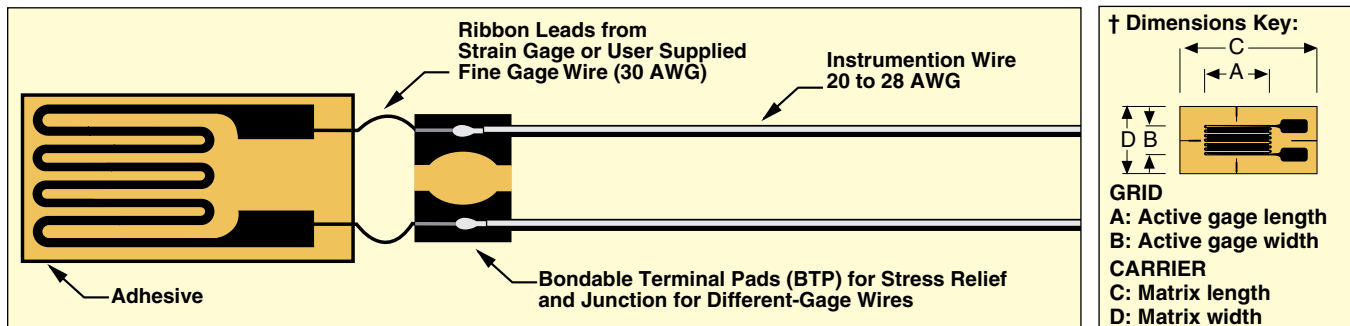 Ribbon Leads from
Strain Gage or User Supplied
Fine Gage Wire (30 AWG)
Instrumention Wire
20 to 28 AWG
Adhesive
Bondable Terminal Pads (BTP) for Stress Relief
and Junction for Different-Gage Wires
† Dimensions Key:
C
A
D B
GRID
A: Active gage length
B: Active gage width
CARRIER
C: Matrix length
D: Matrix width